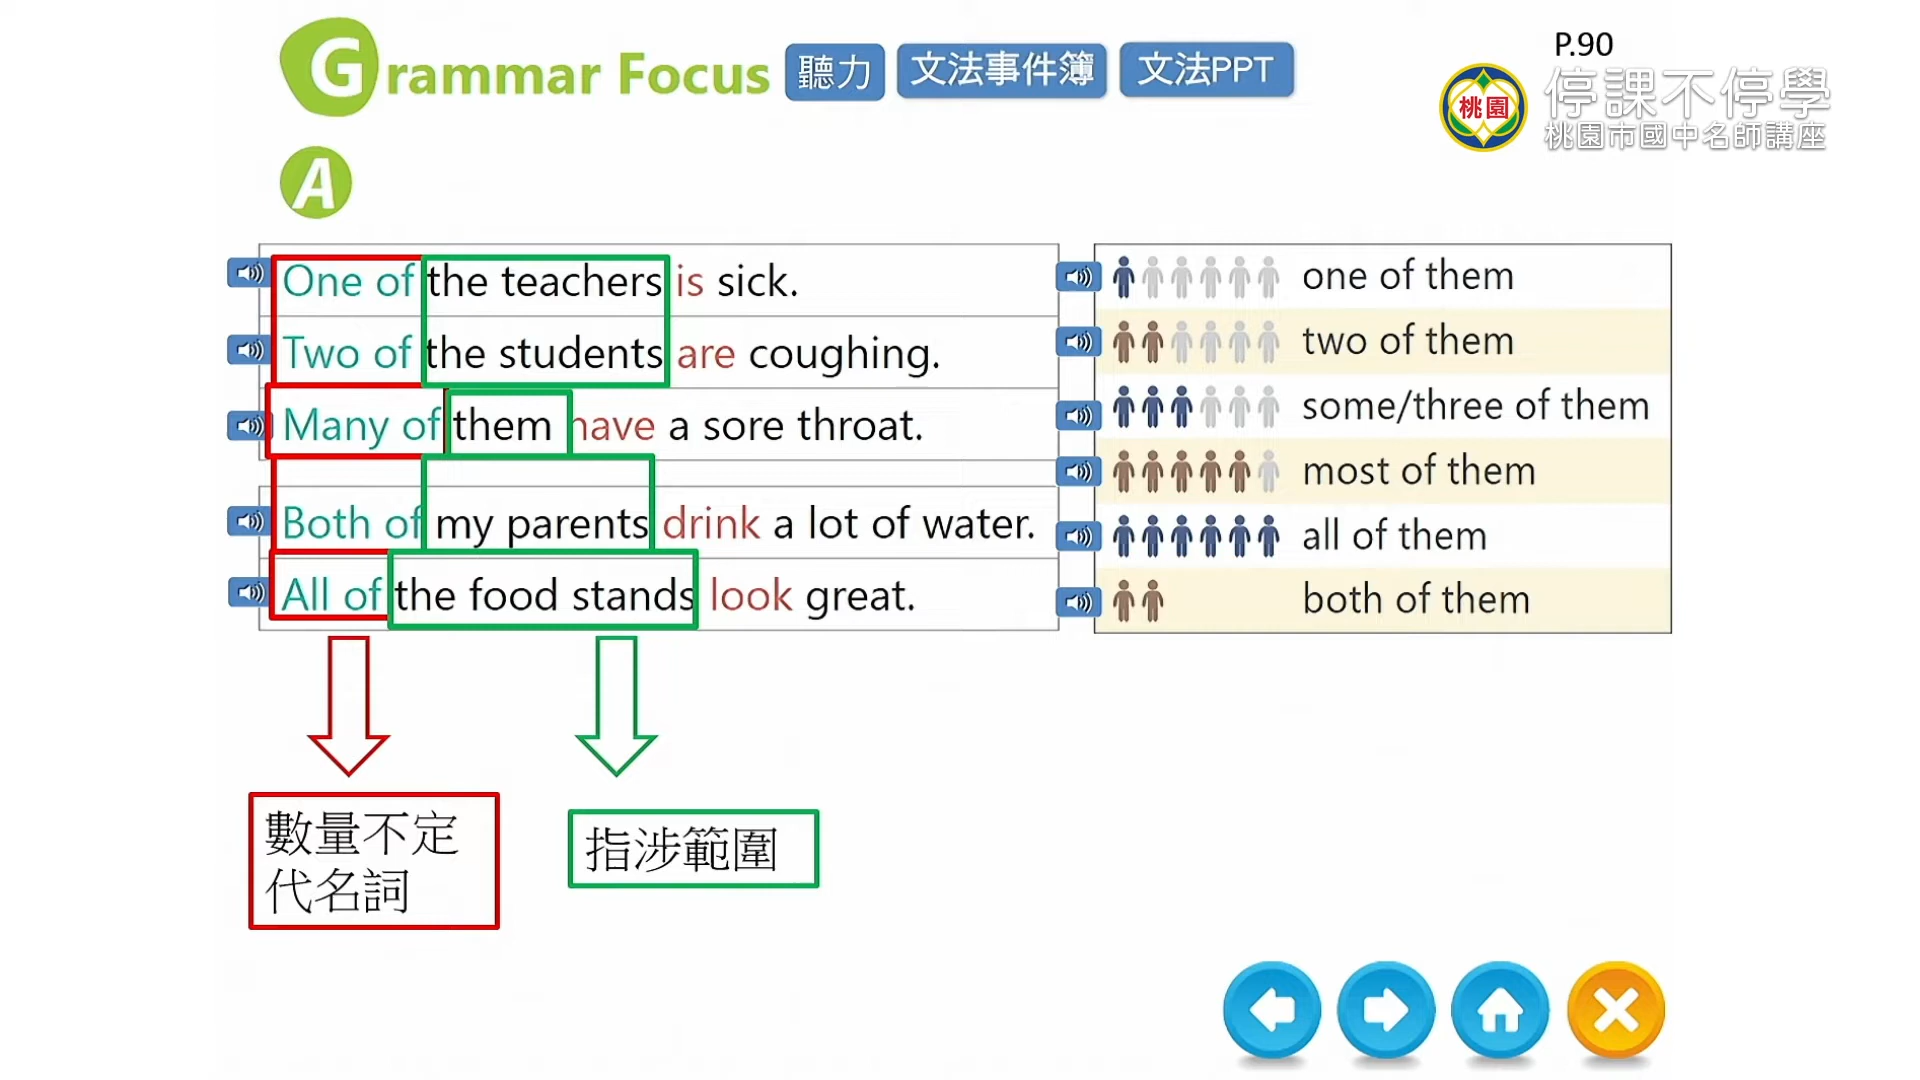 Grammar Focus 聽力 文法事件簿 文法PPT
P.90
桃園
停課不停學
桃園市國中名師講座
A
One of the teachers is sick.
Two of the students are coughing.
Many of them have a sore throat.
Both of my parents drink a lot of water.
All of the food stands look great.
one of them
two of them
some/three of them
most of them
all of them
both of them
數量不定
代名詞
指涉範圍